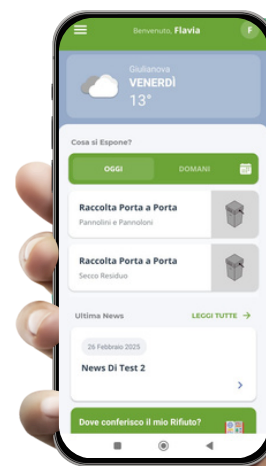 Benvenuto, Flavia
F
Giulianova
VENERDÌ
13°
Cosa si Espone?
OGGI
DOMANI
Raccolta Porta a Porta
Pannolini e Pannoloni
Raccolta Porta a Porta
Secco Residuo
Ultima News
LEGGI TUTTE →
26 Febbraio 2025
News Di Test 2
Dove conferisco il mio Rifiuto?